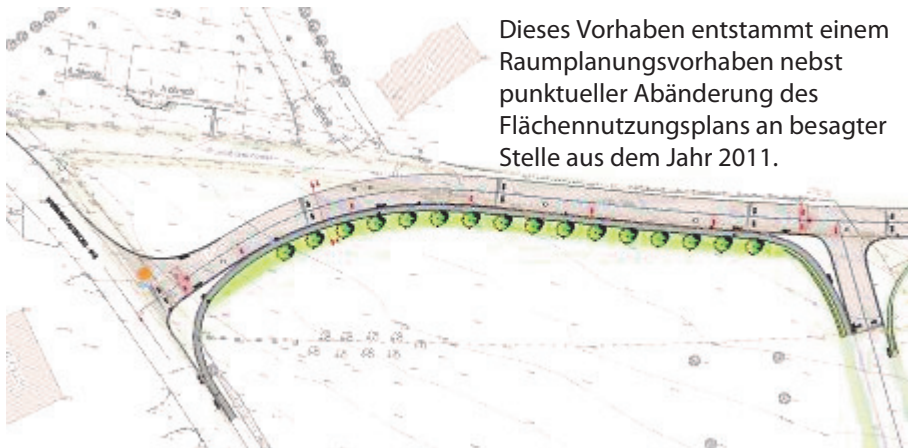 Dieses Vorhaben entstammt einem
Raumplanungsvorhaben nebst
punktueller Abänderung des
Flächennutzungsplans an besagter
Stelle aus dem Jahr 2011.